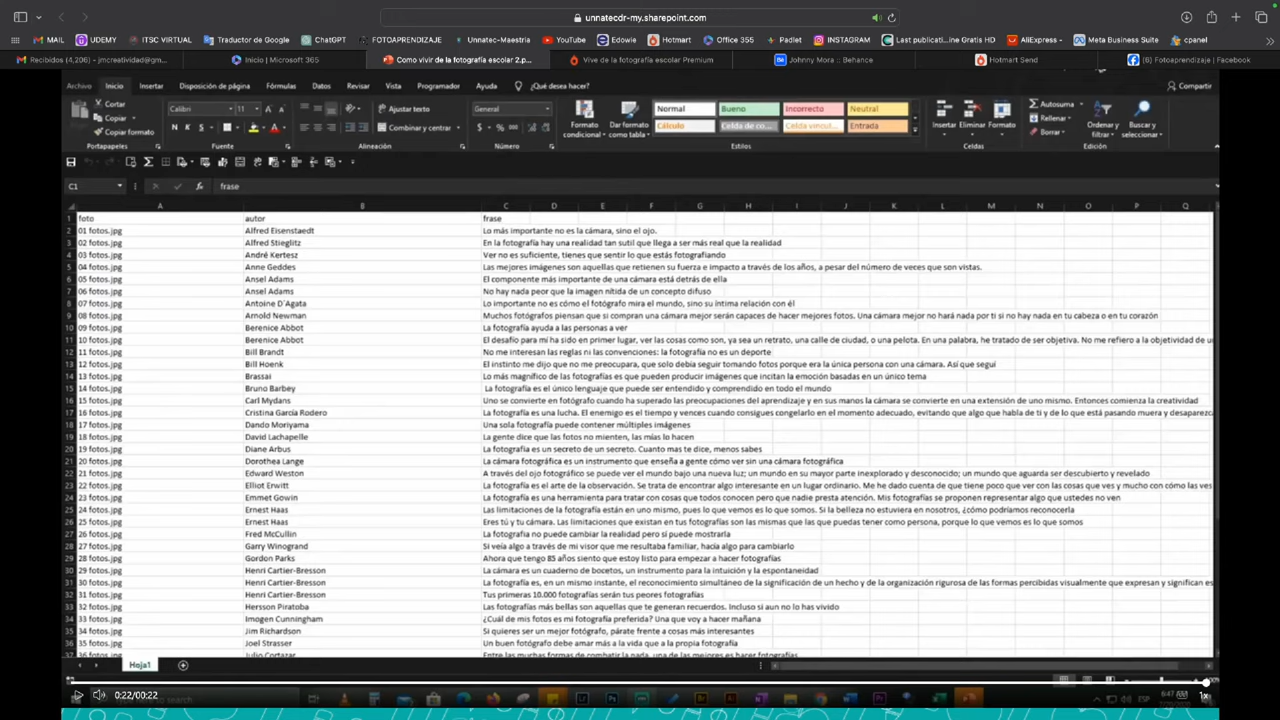 unnatecdr-my.sharepoint.com
MAIL UDEMY ITSC VIRTUAL Traductor de Google ChatGPT FOTOAPRENDIZAJE Unnatec-Maestria YouTube Edowie Hotmart Office 365 Padlet INSTAGRAM Last publicati...ne Gratis HD AliExpress - Meta Business Suite cpanel
Recibidos (4,206) - jmcreatividad@gm... Inicio | Microsoft 365 Como vivir de la fotografía escolar 2.p... Vive de la fotografía escolar Premium Johnny Mora :: Behance Hotmart Send (6) Fotoaprendizaje | Facebook
Archivo Inicio Insertar Disposición de página Fórmulas Datos Revisar Vista Programador Ayuda ¿Qué desea hacer? Compartir
Cortar Copiar Copiar formato Calibri 11 Ajustar texto General Formato condicional Dar formato como tabla Normal Bueno Incorrecto Neutral Insertar Eliminar Formato Autosuma Rellenar Ordenar y filtrar Buscar y seleccionar
N K S Combinar y centrar $ % 000 Cálculo Celda de co... Celda vincul... Entrada Borrar
Portapapeles Fuente Alineación Número Estilos Celdas Edición
C1 fx frase
A B C D E F G H I J K L M N O P Q
1 foto autor frase
2 01 fotos.jpg Alfred Eisenstaedt Lo más importante no es la cámara, sino el ojo.
3 02 fotos.jpg Alfred Stieglitz En la fotografía hay una realidad tan sutil que llega a ser más real que la realidad
4 03 fotos.jpg André Kertesz Ver no es suficiente, tienes que sentir lo que estás fotografiando
5 04 fotos.jpg Anne Geddes Las mejores imágenes son aquellas que retienen su fuerza e impacto a través de los años, a pesar del número de veces que son vistas.
6 05 fotos.jpg Ansel Adams El componente más importante de una cámara está detrás de ella
7 06 fotos.jpg Ansel Adams No hay nada peor que la imagen nítida de un concepto difuso
8 07 fotos.jpg Antoine D´Agata Lo importante no es cómo el fotógrafo mira el mundo, sino su íntima relación con él
9 08 fotos.jpg Arnold Newman Muchos fotógrafos piensan que si compran una cámara mejor serán capaces de hacer mejores fotos. Una cámara mejor no hará nada por ti si no hay nada en tu cabeza o en tu corazón
10 09 fotos.jpg Berenice Abbot La fotografía ayuda a las personas a ver
11 10 fotos.jpg Berenice Abbot El desafío para mí ha sido en primer lugar, ver las cosas como son, ya sea un retrato, una calle de ciudad, o una pelota. En una palabra, he tratado de ser objetiva. No me refiero a la objetividad de u
12 11 fotos.jpg Bill Brandt No me interesan las reglas ni las convenciones: la fotografía no es un deporte
13 12 fotos.jpg Bill Hoenk El instinto me dijo que no me preocupara, que solo debía seguir tomando fotos porque era la única persona con una cámara. Así que seguí
14 13 fotos.jpg Brassai Lo más magnífico de las fotografías es que pueden producir imágenes que incitan la emoción basadas en un único tema
15 14 fotos.jpg Bruno Barbey La fotografía es el único lenguaje que puede ser entendido y comprendido en todo el mundo
16 15 fotos.jpg Carl Mydans Uno se convierte en fotógrafo cuando ha superado las preocupaciones del aprendizaje y en sus manos la cámara se convierte en una extensión de uno mismo. Entonces comienza la creatividad
17 16 fotos.jpg Cristina García Rodero La fotografía es una lucha. El enemigo es el tiempo y vences cuando consigues congelarlo en el momento adecuado, evitando que algo que habla de ti y de lo que está pasando muera y desaparezca
18 17 fotos.jpg Dando Moriyama Una sola fotografía puede contener múltiples imágenes
19 18 fotos.jpg David Lachapelle La gente dice que las fotos no mienten, las mías lo hacen
20 19 fotos.jpg Diane Arbus La fotografía es un secreto de un secreto. Cuanto mas te dice, menos sabes
21 20 fotos.jpg Dorothea Lange La cámara fotográfica es un instrumento que enseña a gente cómo ver sin una cámara fotográfica
22 21 fotos.jpg Edward Weston A través del ojo fotográfico se puede ver el mundo bajo una nueva luz; un mundo en su mayor parte inexplorado y desconocido; un mundo que aguarda ser descubierto y revelado
23 22 fotos.jpg Elliot Erwitt La fotografía es el arte de la observación. Se trata de encontrar algo interesante en un lugar ordinario. Me he dado cuenta de que tiene poco que ver con las cosas que ves y mucho con cómo las ves
24 23 fotos.jpg Emmet Gowin La fotografía es una herramienta para tratar con cosas que todos conocen pero que nadie presta atención. Mis fotografías se proponen representar algo que ustedes no ven
25 24 fotos.jpg Ernest Haas Las limitaciones de la fotografía están en uno mismo, pues lo que vemos es lo que somos. Si la belleza no estuviera en nosotros, ¿cómo podríamos reconocerla
26 25 fotos.jpg Ernest Haas Eres tú y tu cámara. Las limitaciones que existan en tus fotografías son las mismas que las que puedas tener como persona, porque lo que vemos es lo que somos
27 26 fotos.jpg Fred McCullin La fotografía no puede cambiar la realidad pero sí puede mostrarla
28 27 fotos.jpg Garry Winogrand Si veía algo a través de mi visor que me resultaba familiar, hacía algo para cambiarlo
29 28 fotos.jpg Gordon Parks Ahora que tengo 85 años siento que estoy listo para empezar a hacer fotografías
30 29 fotos.jpg Henri Cartier-Bresson La cámara es un cuaderno de bocetos, un instrumento para la intuición y la espontaneidad
31 30 fotos.jpg Henri Cartier-Bresson La fotografía es, en un mismo instante, el reconocimiento simultáneo de la significación de un hecho y de la organización rigurosa de las formas percibidas visualmente que expresan y significan es
32 31 fotos.jpg Henri Cartier-Bresson Tus primeras 10.000 fotografías serán tus peores fotografías
33 32 fotos.jpg Hersson Piratoba Las fotografías más bellas son aquellas que te generan recuerdos. Incluso si aun no lo has vivido
34 33 fotos.jpg Imogen Cunningham ¿Cuál de mis fotos es mi fotografía preferida? Una que voy a hacer mañana
35 34 fotos.jpg Jim Richardson Si quieres ser un mejor fotógrafo, párate frente a cosas más interesantes
36 35 fotos.jpg Joel Strasser Un buen fotógrafo debe amar más a la vida que a la propia fotografía
37 36 fotos.jpg Julio Cortazar Entre las muchas formas de combatir la nada, una de las mejores es hacer fotografías
Hoja1
0:22/00:22 search ESP 6:47 1x